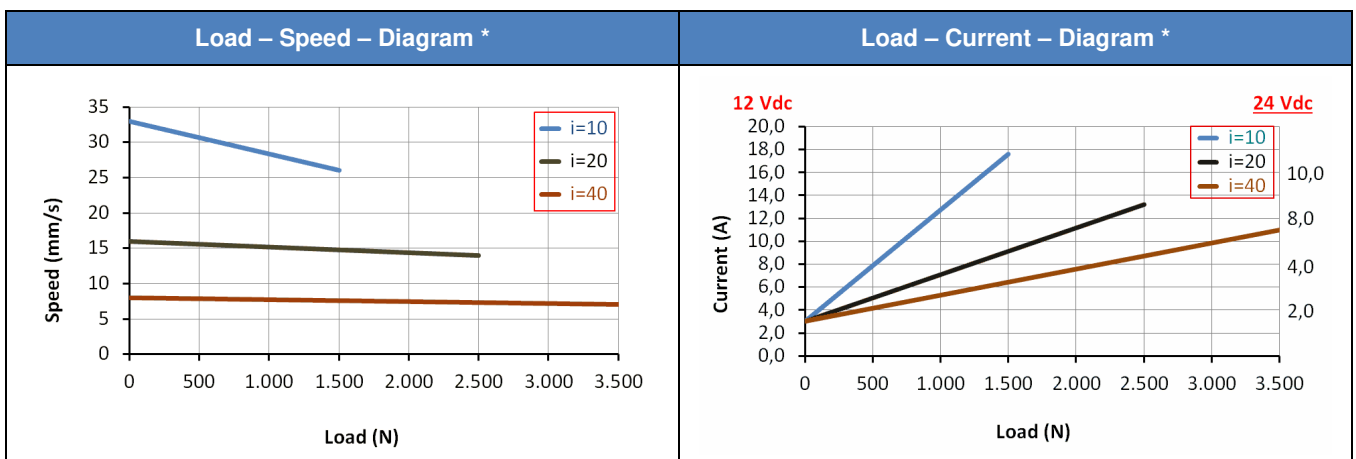 Load – Speed – Diagram *
Load – Current – Diagram *
35
30
25
20
15
10
5
0
Speed (mm/s)
i=10
i=20
i=40
0 500 1.000 1.500 2.000 2.500 3.000 3.500
Load (N)
12 Vdc
24 Vdc
20,0
18,0
16,0
14,0
12,0
10,0
8,0
6,0
4,0
2,0
0,0
Current (A)
i=10
i=20
i=40
10,0
8,0
4,0
2,0
0 500 1.000 1.500 2.000 2.500 3.000 3.500
Load (N)